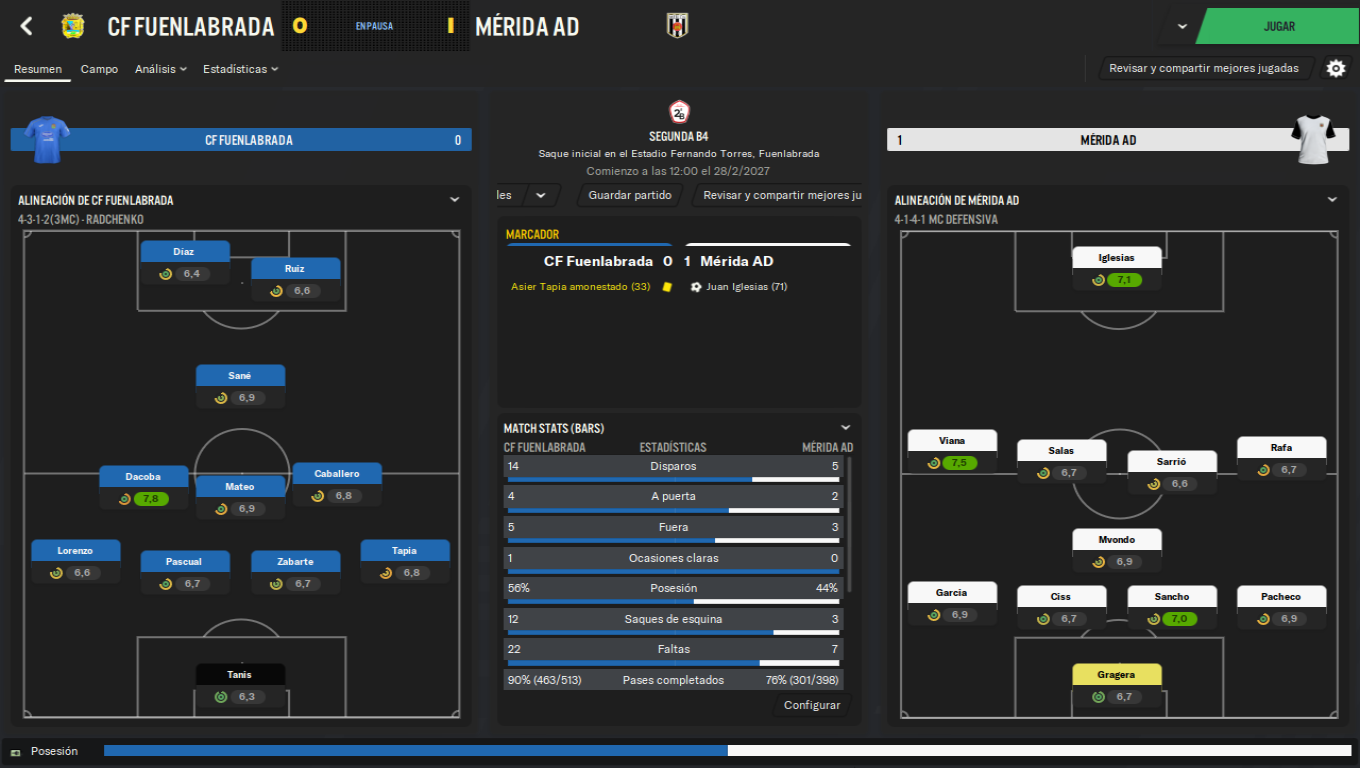 CF FUENLABRADA 0 EN PAUSA 1 MÉRIDA AD
JUGAR
Resumen Campo Análisis Estadísticas
Revisar y compartir mejores jugadas
CF FUENLABRADA 0
2B
SEGUNDA B4
Saque inicial en el Estadio Fernando Torres, Fuenlabrada
Comienzo a las 12:00 el 28/2/2027
les Guardar partido Revisar y compartir mejores ju
1 MÉRIDA AD
ALINEACIÓN DE CF FUENLABRADA
4-3-1-2(3MC) - RADCHENKO
Díaz
6,4
Ruiz
6,6
Sané
6,9
Dacoba
7,8
Mateo
6,9
Caballero
6,8
Lorenzo
6,6
Pascual
6,7
Zabarte
6,7
Tapia
6,8
Tanis
6,3
MARCADOR
CF Fuenlabrada 0 1 Mérida AD
Asier Tapia amonestado (33) Juan Iglesias (71)
MATCH STATS (BARS)
CF FUENLABRADA ESTADÍSTICAS MÉRIDA AD
14 Disparos 5
4 A puerta 2
5 Fuera 3
1 Ocasiones claras 0
56% Posesión 44%
12 Saques de esquina 3
22 Faltas 7
90% (463/513) Pases completados 76% (301/398)
Configurar
ALINEACIÓN DE MÉRIDA AD
4-1-4-1 MC DEFENSIVA
Iglesias
7,1
Viana
7,5
Salas
6,7
Sarrió
6,6
Rafa
6,7
Mvondo
6,9
Garcia
6,9
Ciss
6,7
Sancho
7,0
Pacheco
6,9
Gragera
6,7
Posesión